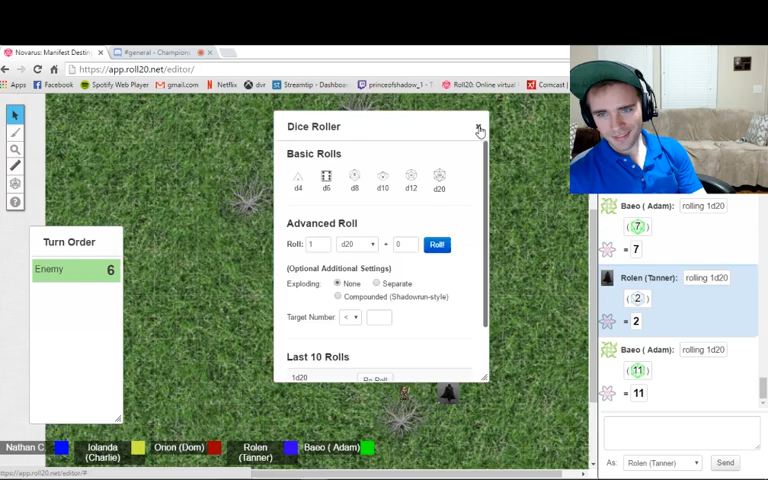 Novarus: Manifest Destin
#general - Champion
https://app.roll20.net/editor/
Apps
Facebook
Spotify Web Player
gmail.com
Netflix
dvr
Streamtip - Dashboa
princeofshadow_1 - T
Roll20: Online virtual
Comcast
Dice Roller
Basic Rolls
d4
d6
d8
d10
d12
d20
Advanced Roll
Roll: 1 d20 + 0 Roll!
(Optional Additional Settings)
Exploding: None Separate
Compounded (Shadowrun-style)
Target Number: <
Last 10 Rolls
1d20
Re-Roll
Turn Order
Enemy 6
Baeo ( Adam): rolling 1d20
(7)
= 7
Rolen (Tanner): rolling 1d20
(2)
= 2
Baeo ( Adam): rolling 1d20
(11)
= 11
As: Rolen (Tanner) Send
Nathan C.
Iolanda (Charlie)
Orion (Dom)
Rolen (Tanner)
Baeo ( Adam)
https://app.roll20.net/editor/#